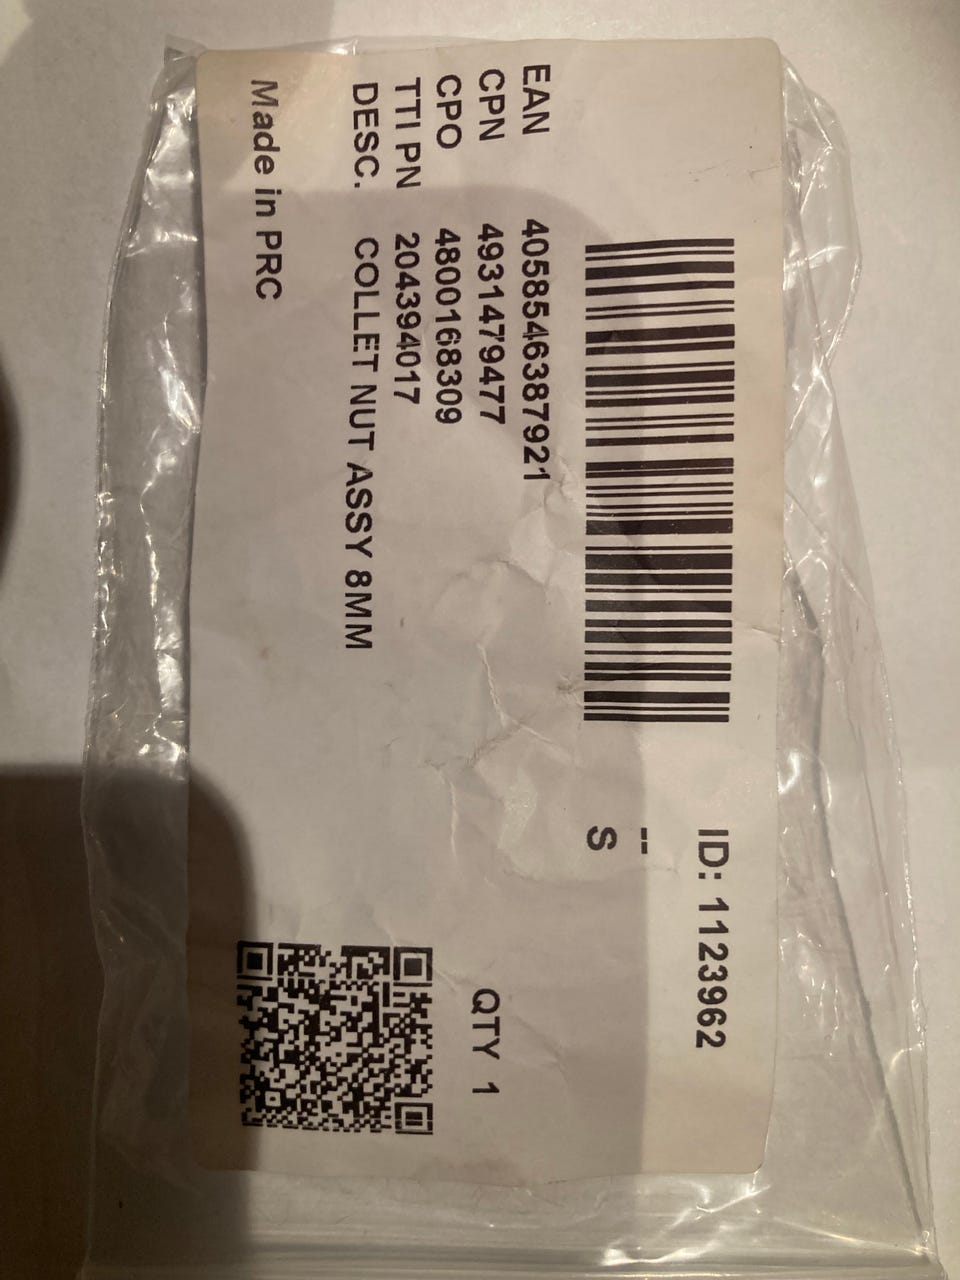 ID: 1123962
--
S
EAN 4058546387921
CPN 4931479477
CPO 4800168309
TTI PN 204394017
DESC. COLLET NUT ASSY 8MM
QTY 1
Made in PRC